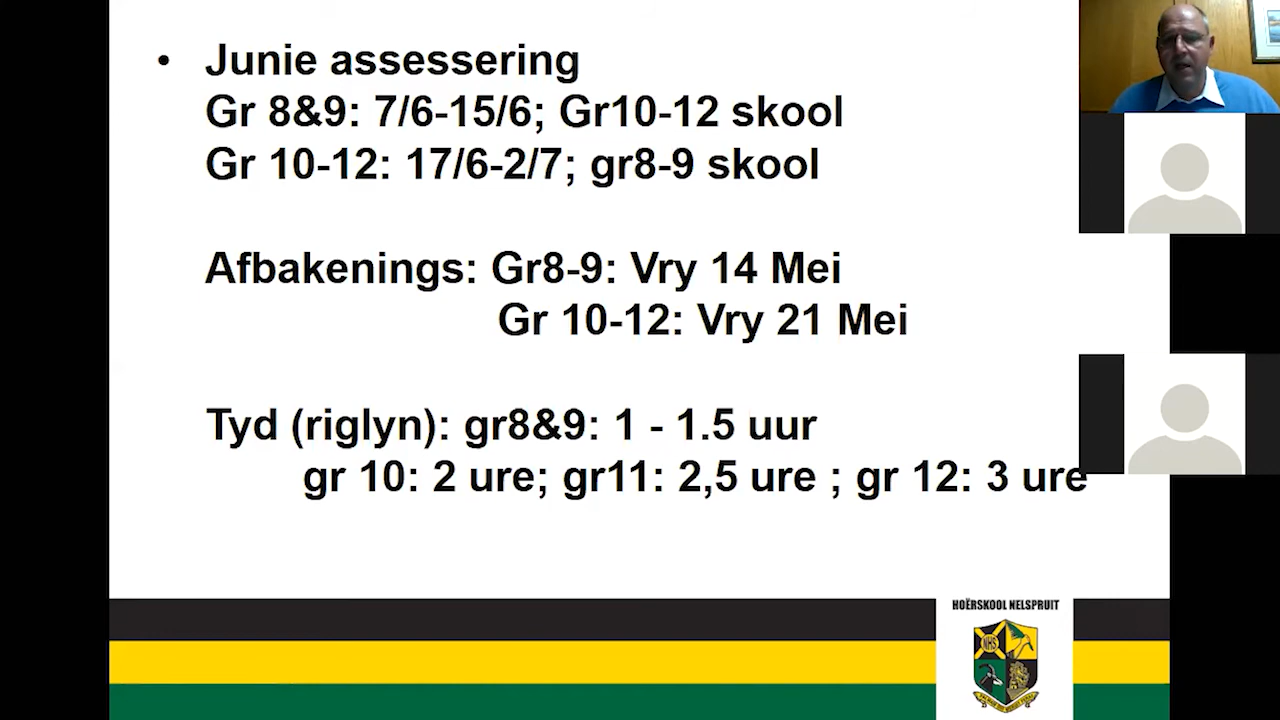 • Junie assessering
Gr 8&9: 7/6-15/6; Gr10-12 skool
Gr 10-12: 17/6-2/7; gr8-9 skool
Afbakenings: Gr8-9: Vry 14 Mei
Gr 10-12: Vry 21 Mei
Tyd (riglyn): gr8&9: 1 - 1.5 uur
gr 10: 2 ure; gr11: 2,5 ure ; gr 12: 3 ure
HOËRSKOOL NELSPRUIT
NHS